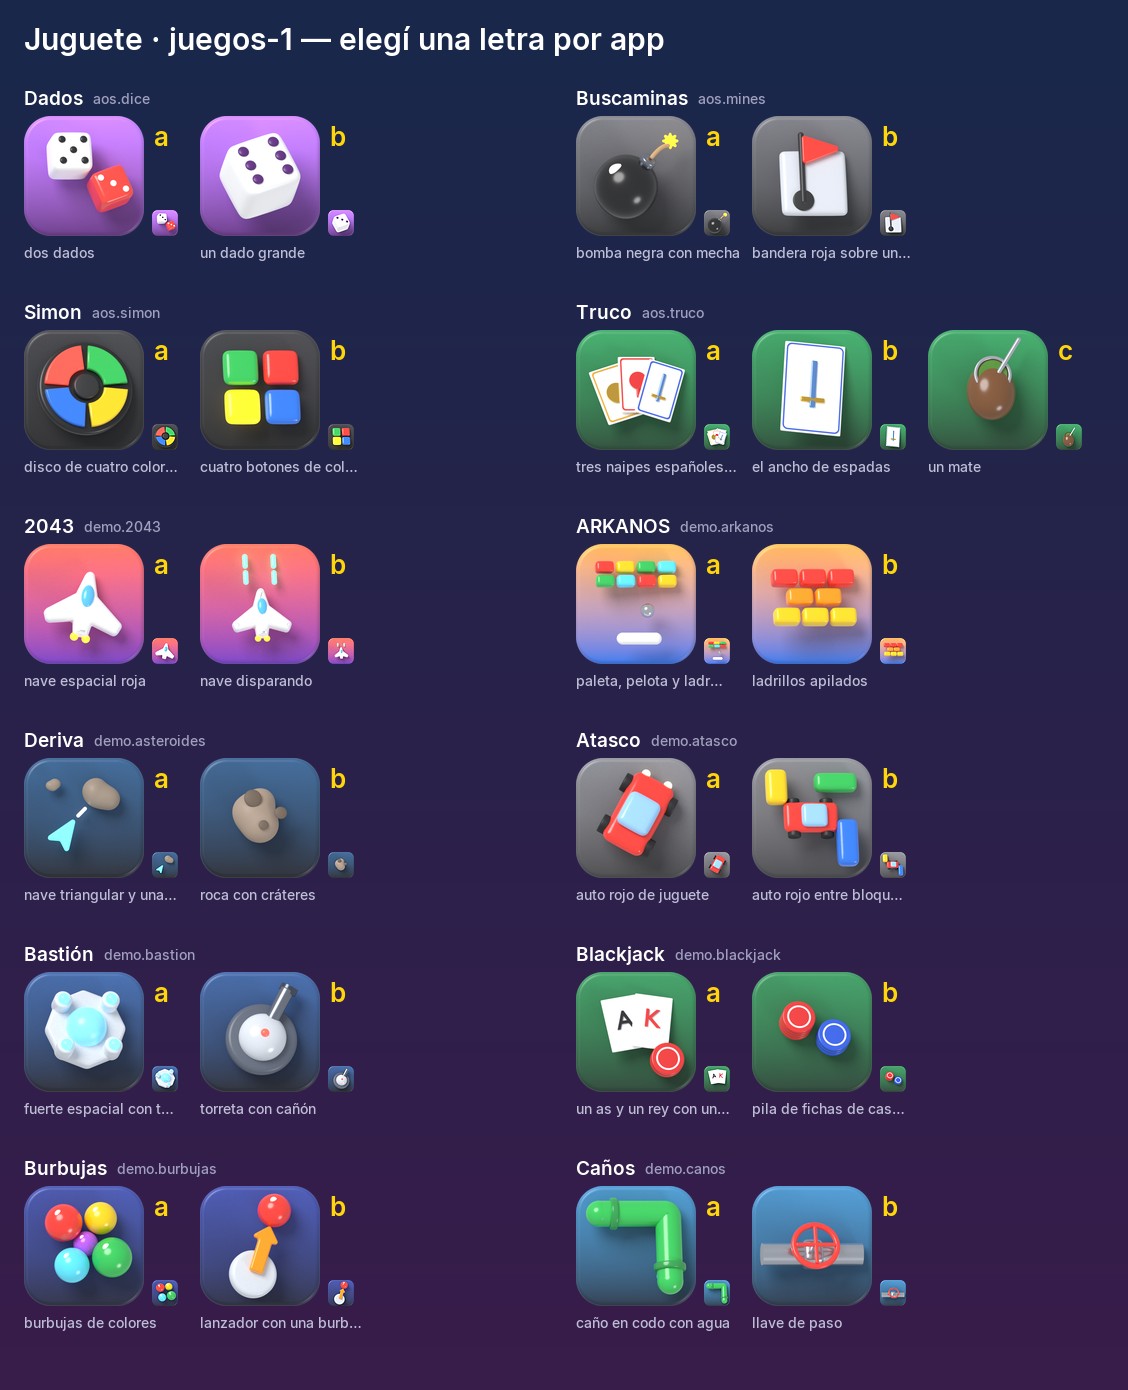 Juguete · juegos-1 — elegí una letra por app
Dados aos.dice
a
b
dos dados
un dado grande
Buscaminas aos.mines
a
b
bomba negra con mecha
bandera roja sobre un...
Simon aos.simon
a
b
disco de cuatro color...
cuatro botones de col...
Truco aos.truco
a
b
c
tres naipes españoles...
el ancho de espadas
un mate
2043 demo.2043
a
b
nave espacial roja
nave disparando
ARKANOS demo.arkanos
a
b
paleta, pelota y ladr...
ladrillos apilados
Deriva demo.asteroides
a
b
nave triangular y una...
roca con cráteres
Atasco demo.atasco
a
b
auto rojo de juguete
auto rojo entre bloqu...
Bastión demo.bastion
a
b
fuerte espacial con t...
torreta con cañón
Blackjack demo.blackjack
A K
a
b
un as y un rey con un...
pila de fichas de cas...
Burbujas demo.burbujas
a
b
burbujas de colores
lanzador con una burb...
Caños demo.canos
a
b
caño en codo con agua
llave de paso